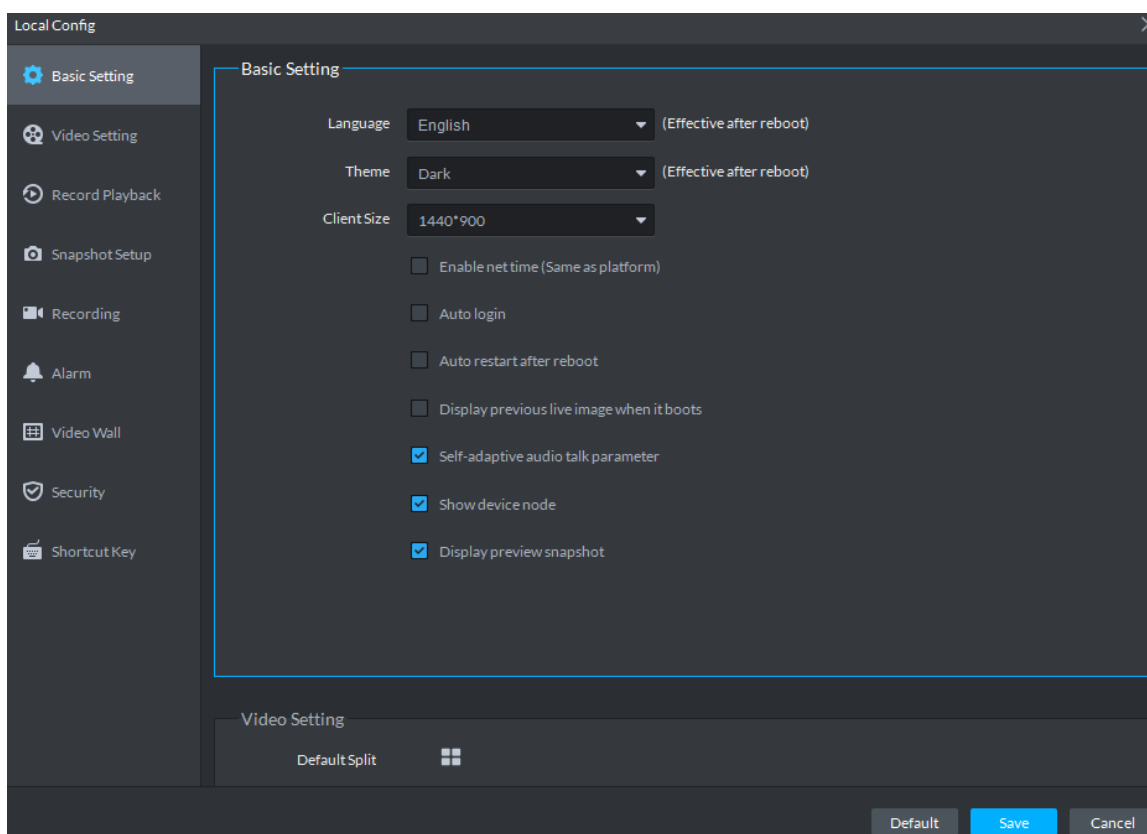 Local Config
Basic Setting
Video Setting
Record Playback
Snapshot Setup
Recording
Alarm
Video Wall
Security
Shortcut Key
Basic Setting
Language English (Effective after reboot)
Theme Dark (Effective after reboot)
Client Size 1440*900
Enable net time (Same as platform)
Auto login
Auto restart after reboot
Display previous live image when it boots
Self-adaptive audio talk parameter
Show device node
Display preview snapshot
Video Setting
Default Split
Default Save Cancel